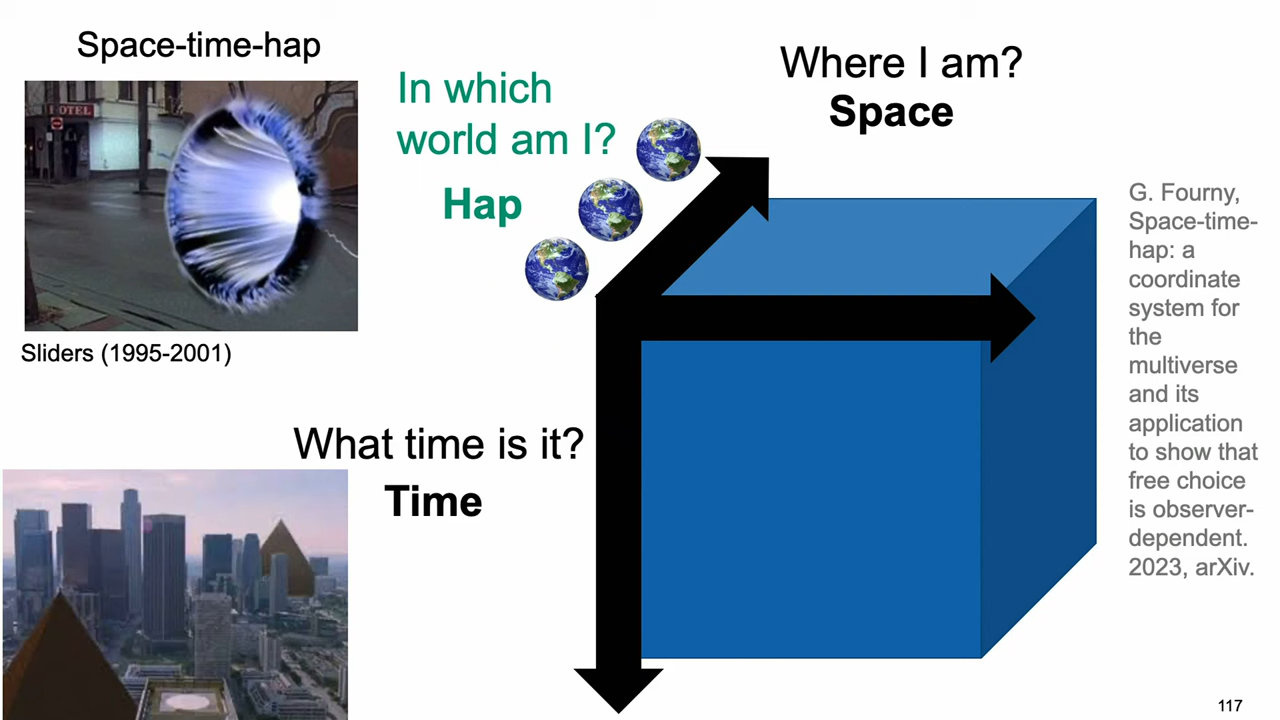 Space-time-hap
HOTEL
Sliders (1995-2001)
In which
world am I?
Hap
Where I am?
Space
What time is it?
Time
G. Fourny,
Space-time-
hap: a
coordinate
system for
the
multiverse
and its
application
to show that
free choice
is observer-
dependent.
2023, arXiv.
117